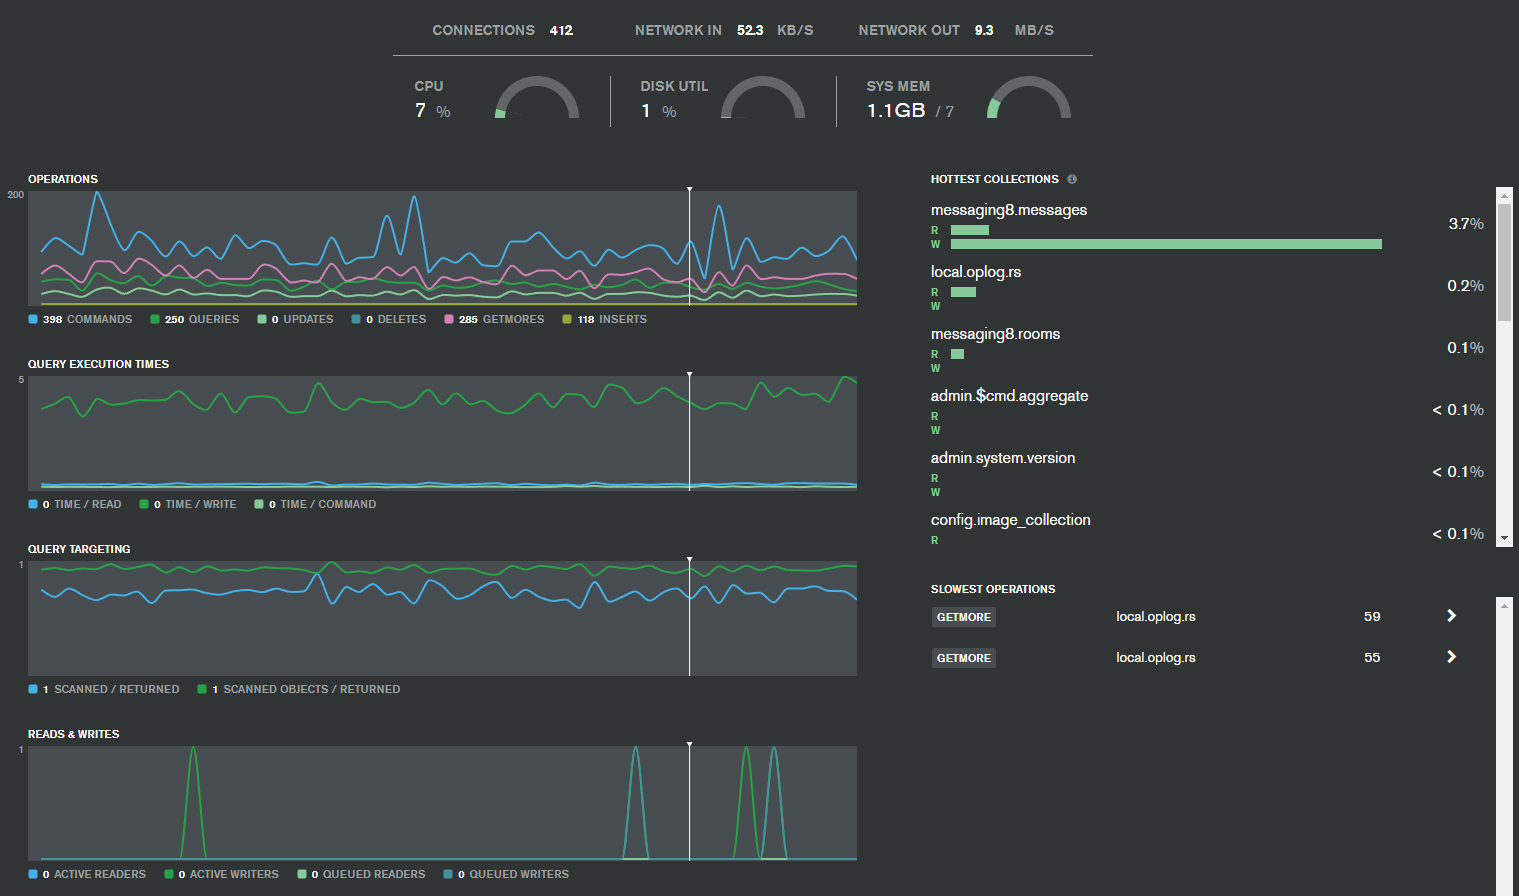 CONNECTIONS 412 NETWORK IN 52.3 KB/S NETWORK OUT 9.3 MB/S
CPU
7 %
DISK UTIL
1 %
SYS MEM
1.1GB / 7
OPERATIONS
200
398 COMMANDS 250 QUERIES 0 UPDATES 0 DELETES 285 GETMORES 118 INSERTS
QUERY EXECUTION TIMES
5
0 TIME / READ 0 TIME / WRITE 0 TIME / COMMAND
QUERY TARGETING
1
1 SCANNED / RETURNED 1 SCANNED OBJECTS / RETURNED
READS & WRITES
1
0 ACTIVE READERS 0 ACTIVE WRITERS 0 QUEUED READERS 0 QUEUED WRITERS
HOTTEST COLLECTIONS
messaging8.messages
3.7%
R
W
local.oplog.rs
0.2%
R
W
messaging8.rooms
0.1%
R
W
admin.$cmd.aggregate
< 0.1%
R
W
admin.system.version
< 0.1%
R
W
config.image_collection
< 0.1%
R
SLOWEST OPERATIONS
GETMORE local.oplog.rs 59
GETMORE local.oplog.rs 55